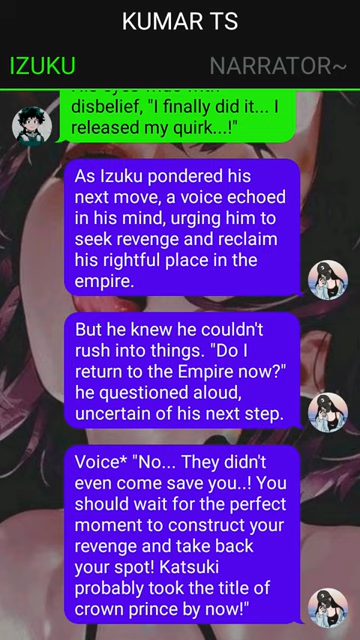 KUMAR TS
IZUKU
NARRATOR~
disbelief, "I finally did it... I
released my quirk...!"
As Izuku pondered his
next move, a voice echoed
in his mind, urging him to
seek revenge and reclaim
his rightful place in the
empire.
But he knew he couldn't
rush into things. "Do I
return to the Empire now?"
he questioned aloud,
uncertain of his next step.
Voice* "No... They didn't
even come save you..! You
should wait for the perfect
moment to construct your
revenge and take back
your spot! Katsuki
probably took the title of
crown prince by now!"